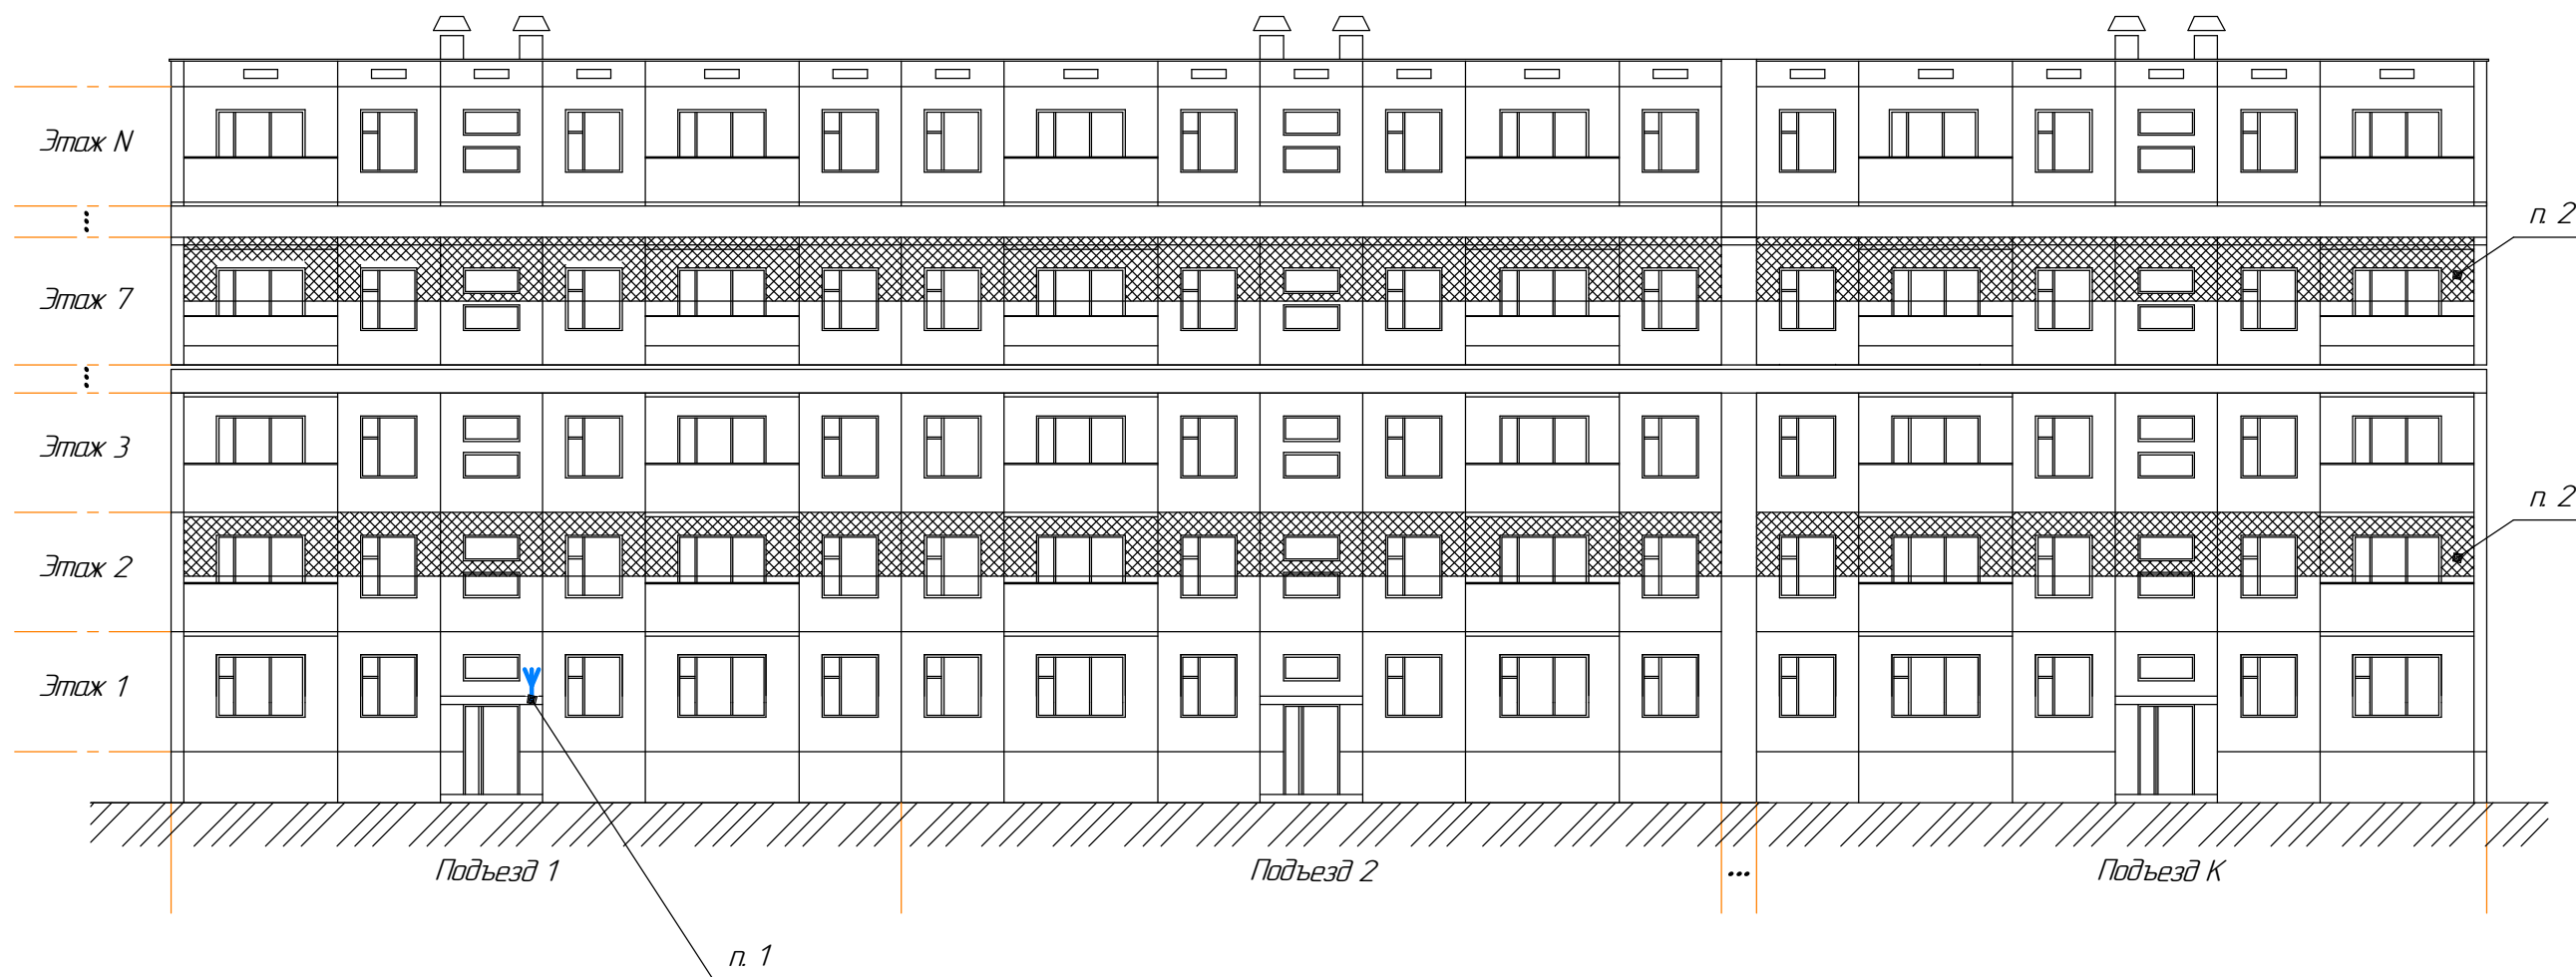 Этаж N
п. 2
Этаж 7
Этаж 3
п. 2
Этаж 2
Этаж 1
Подъезд 1
Подъезд 2
...
Подъезд К
п. 1